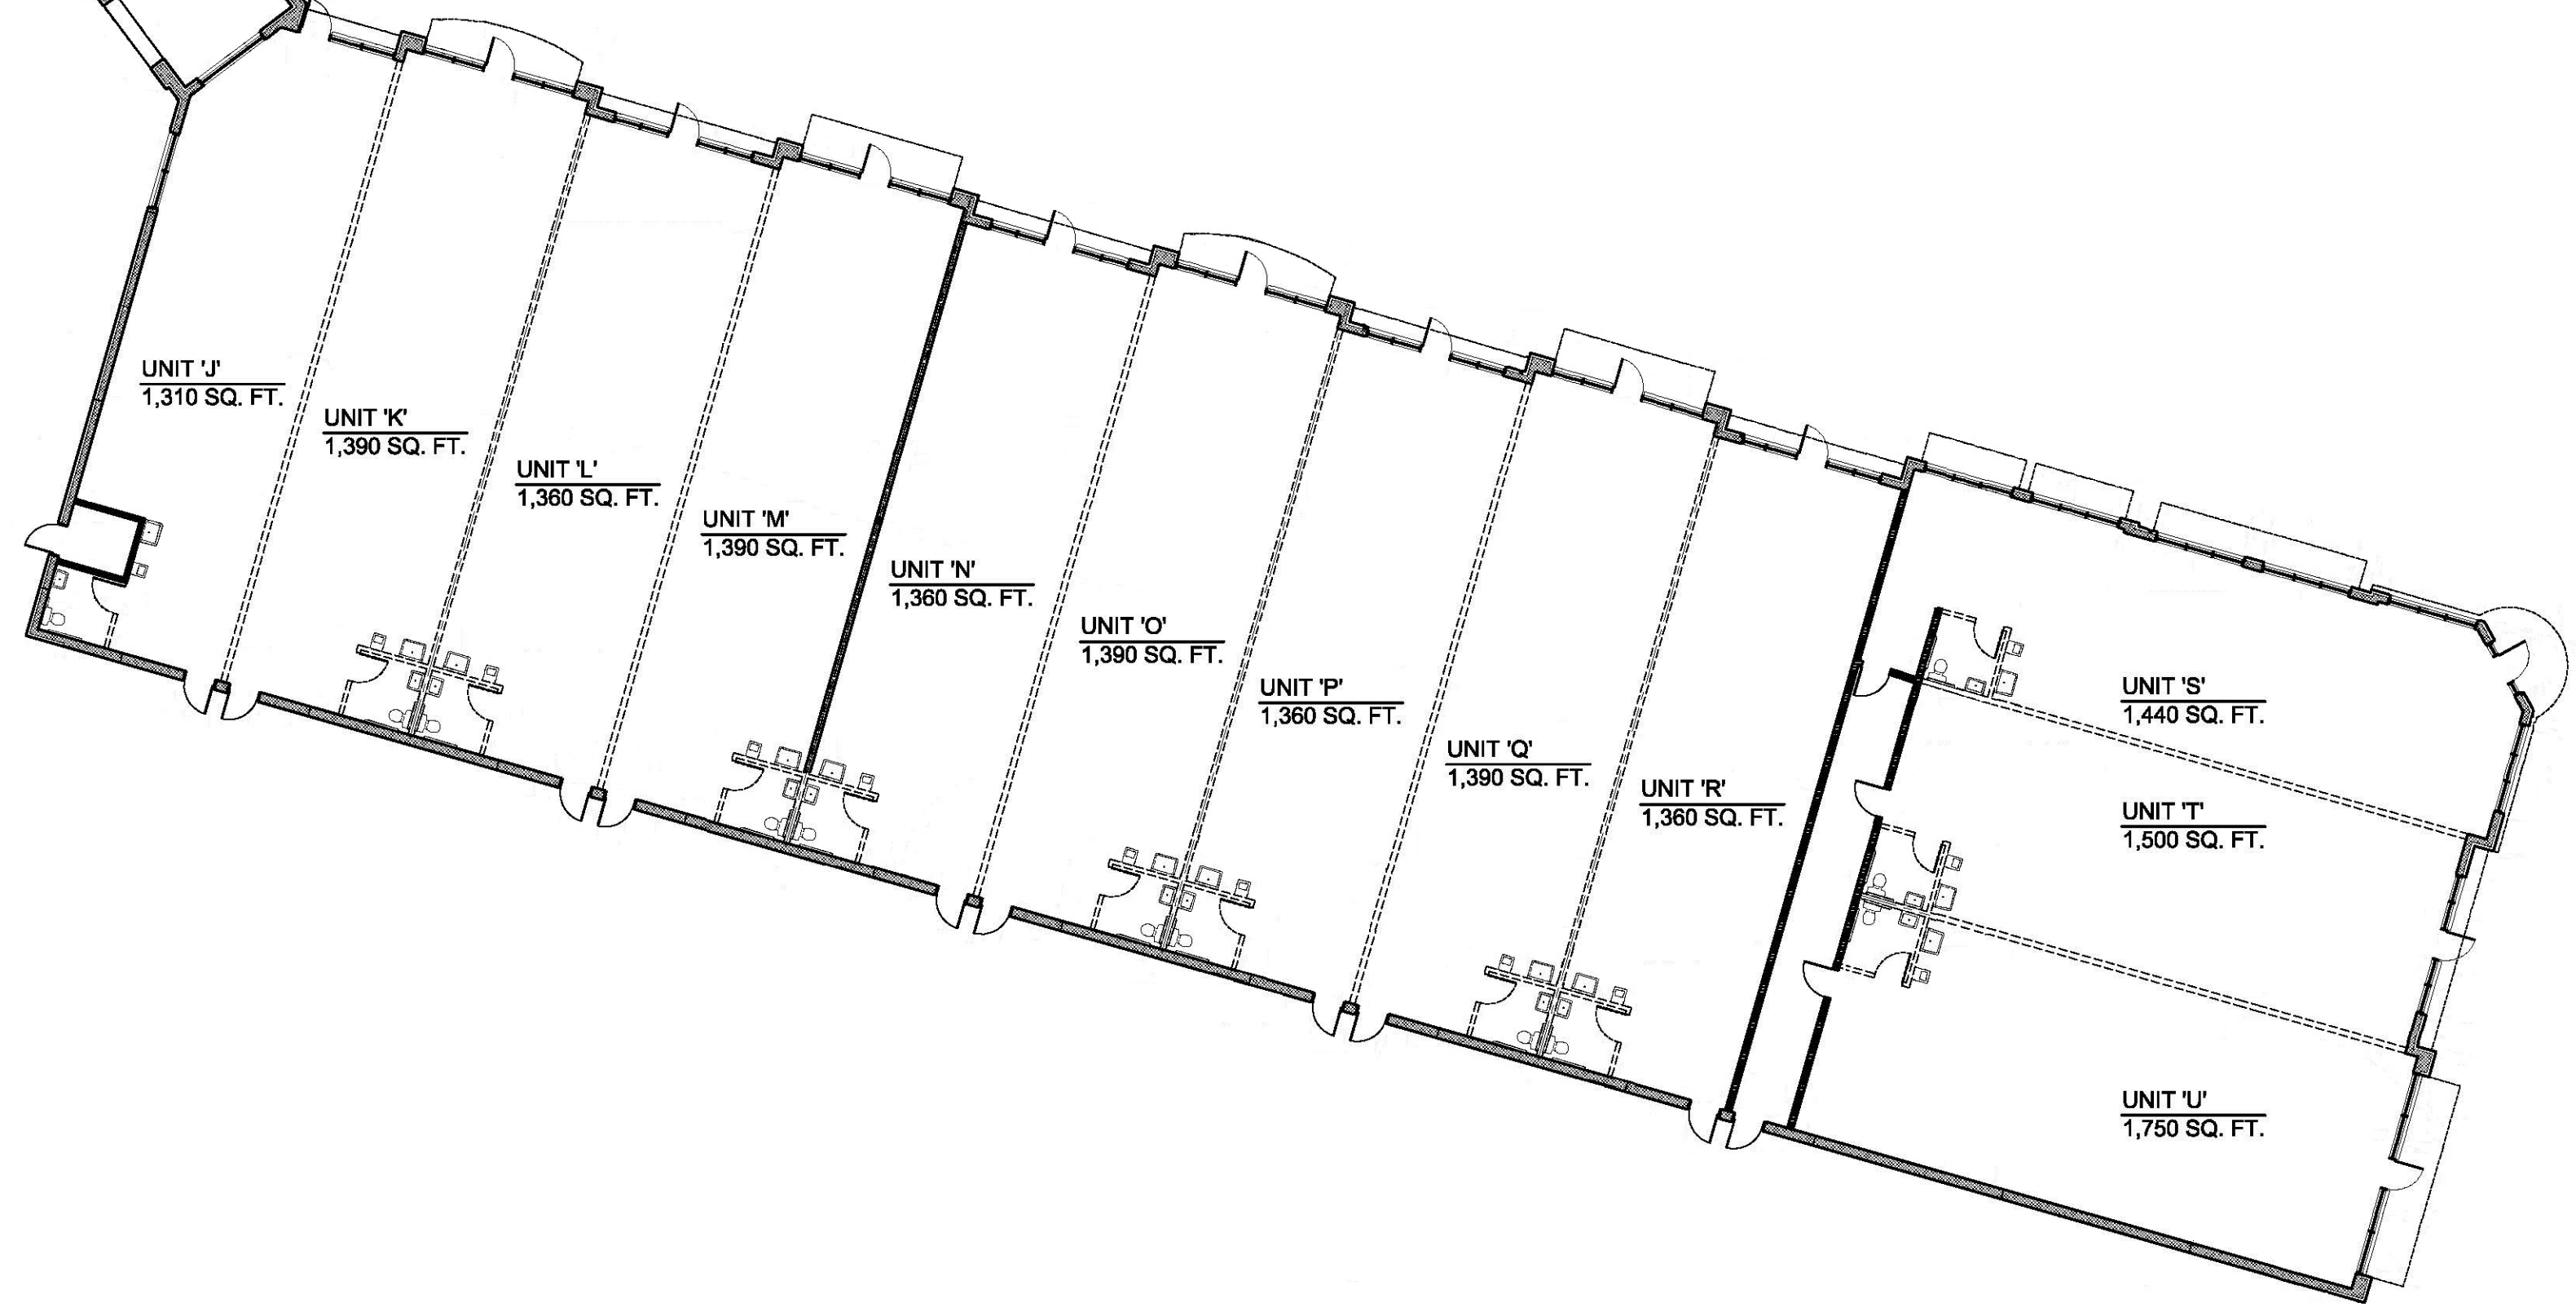 UNIT 'J'
1,310 SQ. FT.
UNIT 'K'
1,390 SQ. FT.
UNIT 'L'
1,360 SQ. FT.
UNIT 'M'
1,390 SQ. FT.
UNIT 'N'
1,360 SQ. FT.
UNIT 'O'
1,390 SQ. FT.
UNIT 'P'
1,360 SQ. FT.
UNIT 'Q'
1,390 SQ. FT.
UNIT 'R'
1,360 SQ. FT.
UNIT 'S'
1,440 SQ. FT.
UNIT 'T'
1,500 SQ. FT.
UNIT 'U'
1,750 SQ. FT.